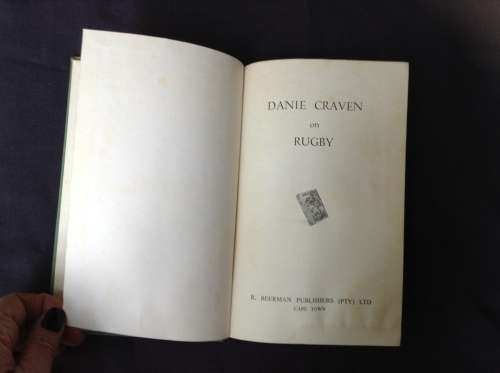 DANIE CRAVEN
on
RUGBY
R. BEERMAN PUBLISHERS (PTY) LTD
CAPE TOWN